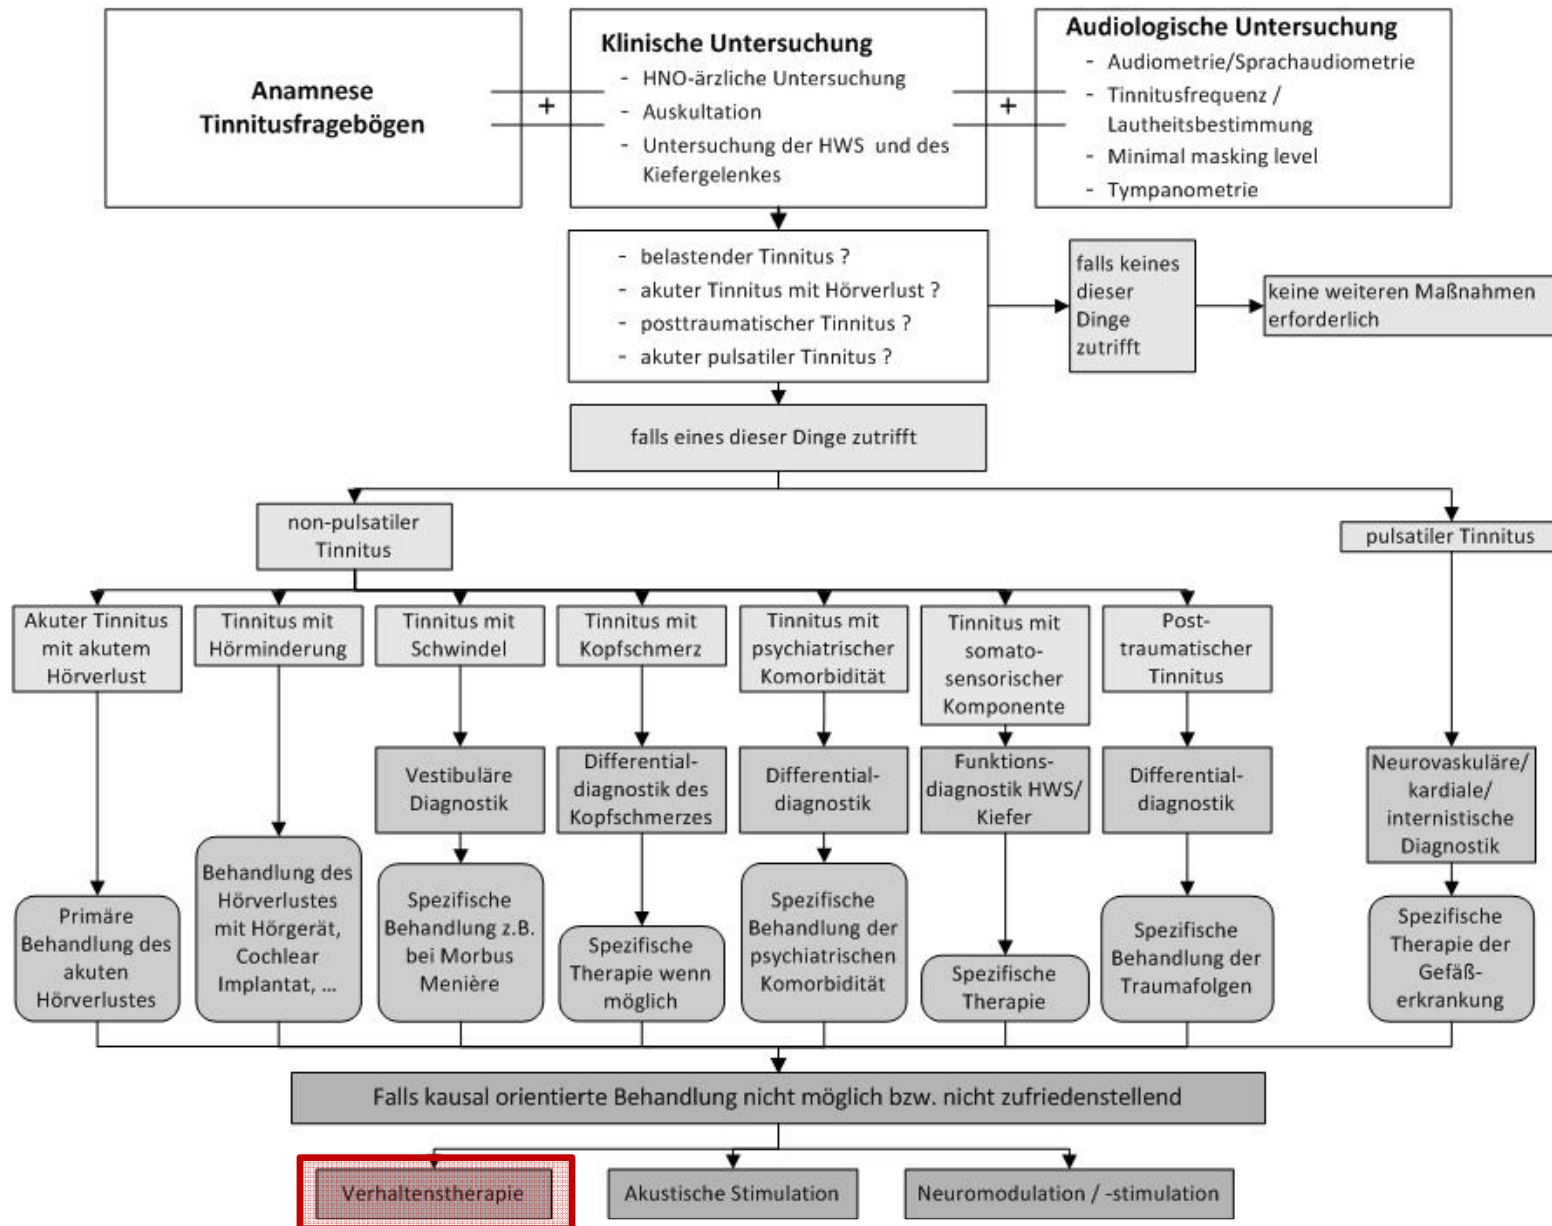 Anamnese
Tinnitusfragebögen
+
Klinische Untersuchung
- HNO-ärzliche Untersuchung
- Auskultation
- Untersuchung der HWS und des
Kiefergelenkes
+
Audiologische Untersuchung
- Audiometrie/Sprachaudiometrie
- Tinnitusfrequenz /
Lautheitsbestimmung
- Minimal masking level
- Tympanometrie
- belastender Tinnitus ?
- akuter Tinnitus mit Hörverlust ?
- posttraumatischer Tinnitus ?
- akuter pulsatiler Tinnitus ?
falls keines
dieser
Dinge
zutrifft
keine weiteren Maßnahmen
erforderlich
falls eines dieser Dinge zutrifft
non-pulsatiler
Tinnitus
pulsatiler Tinnitus
Akuter Tinnitus
mit akutem
Hörverlust
Tinnitus mit
Hörminderung
Tinnitus mit
Schwindel
Tinnitus mit
Kopfschmerz
Tinnitus mit
psychiatrischer
Komorbidität
Tinnitus mit
somato-
sensorischer
Komponente
Post-
traumatischer
Tinnitus
Vestibuläre
Diagnostik
Differential-
diagnostik des
Kopfschmerzes
Differential-
diagnostik
Funktions-
diagnostik HWS/
Kiefer
Differential-
diagnostik
Neurovaskuläre/
kardiale/
internistische
Diagnostik
Primäre
Behandlung des
akuten
Hörverlustes
Behandlung des
Hörverlustes
mit Hörgerät,
Cochlear
Implantat, ...
Spezifische
Behandlung z.B.
bei Morbus
Menière
Spezifische
Therapie wenn
möglich
Spezifische
Behandlung der
psychiatrischen
Komorbidität
Spezifische
Therapie
Spezifische
Behandlung der
Traumafolgen
Spezifische
Therapie der
Gefäß-
erkrankung
Falls kausal orientierte Behandlung nicht möglich bzw. nicht zufriedenstellend
Verhaltenstherapie
Akustische Stimulation
Neuromodulation / -stimulation